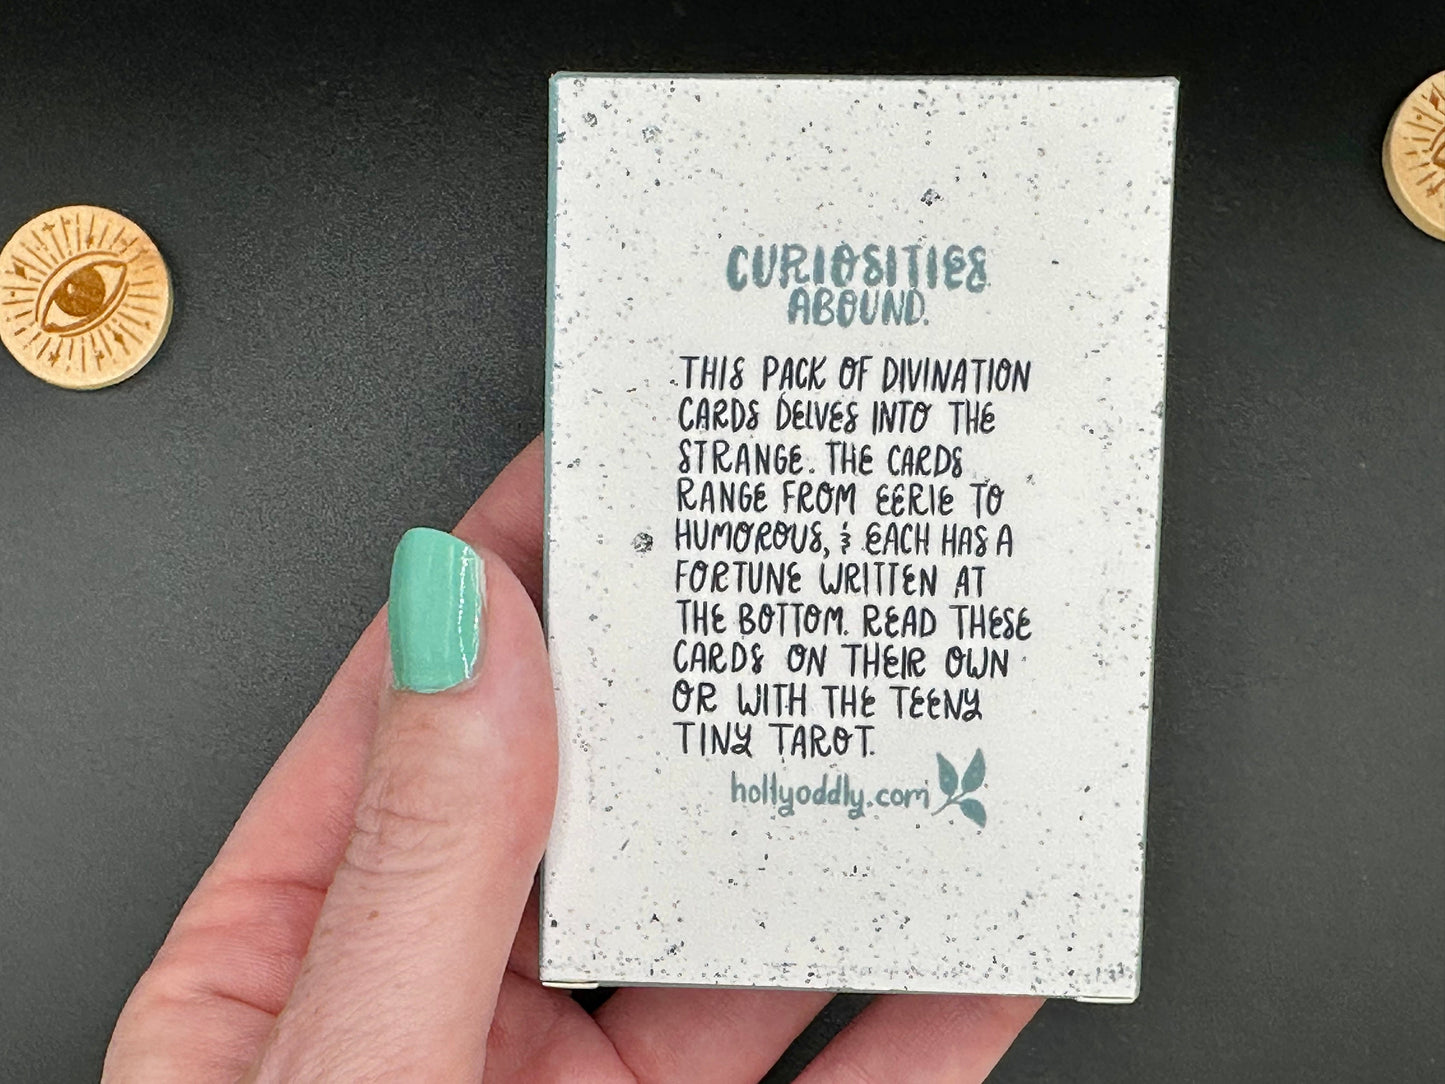 CURIOSITIES
ABOUND.
THIS PACK OF DIVINATION
CARDS DELVES INTO THE
STRANGE. THE CARDS
RANGE FROM EERIE TO
HUMOROUS, & EACH HAS A
FORTUNE WRITTEN AT
THE BOTTOM. READ THESE
CARDS ON THEIR OWN
OR WITH THE TEENY
TINY TAROT.
hollyoddly.com